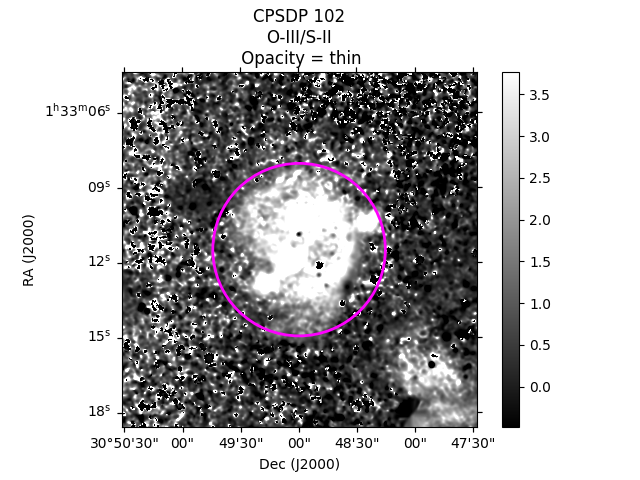 CPSDP 102
O-III/S-II
Opacity = thin
1ʰ33ᵐ06ˢ
09ˢ
12ˢ
15ˢ
18ˢ
RA (J2000)
30°50'30" 00" 49'30" 00" 48'30" 00" 47'30"
Dec (J2000)
3.5
3.0
2.5
2.0
1.5
1.0
0.5
0.0